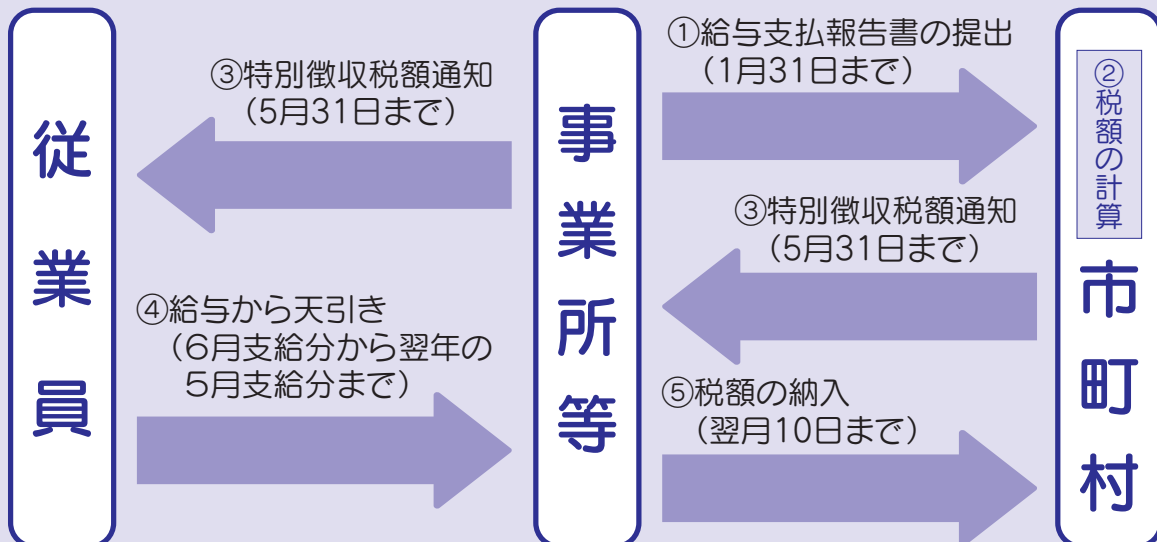 従業員
③特別徴収税額通知
（5月31日まで）
④給与から天引き
（６月支給分から翌年の
５月支給分まで）
事業所等
①給与支払報告書の提出
（1月31日まで）
③特別徴収税額通知
（5月31日まで）
⑤税額の納入
（翌月10日まで）
②税額の計算
市町村